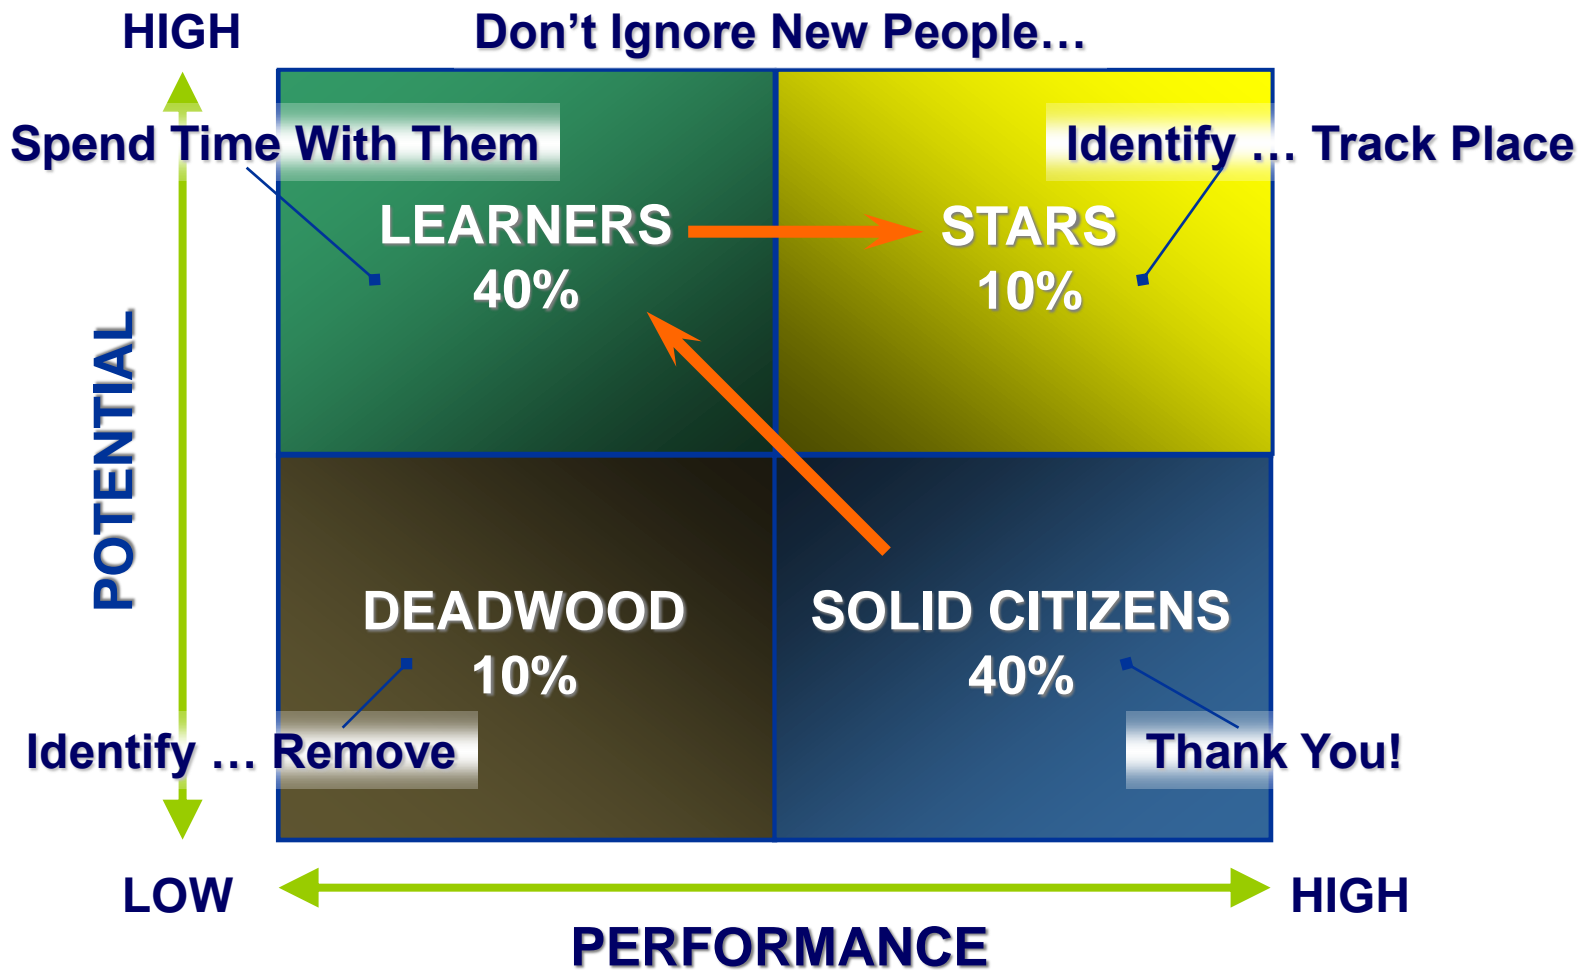 HIGH
Don’t Ignore New People…
Spend Time With Them
Identify … Track Place
LEARNERS
40%
STARS
10%
POTENTIAL
DEADWOOD
10%
SOLID CITIZENS
40%
Identify … Remove
Thank You!
LOW
HIGH
PERFORMANCE